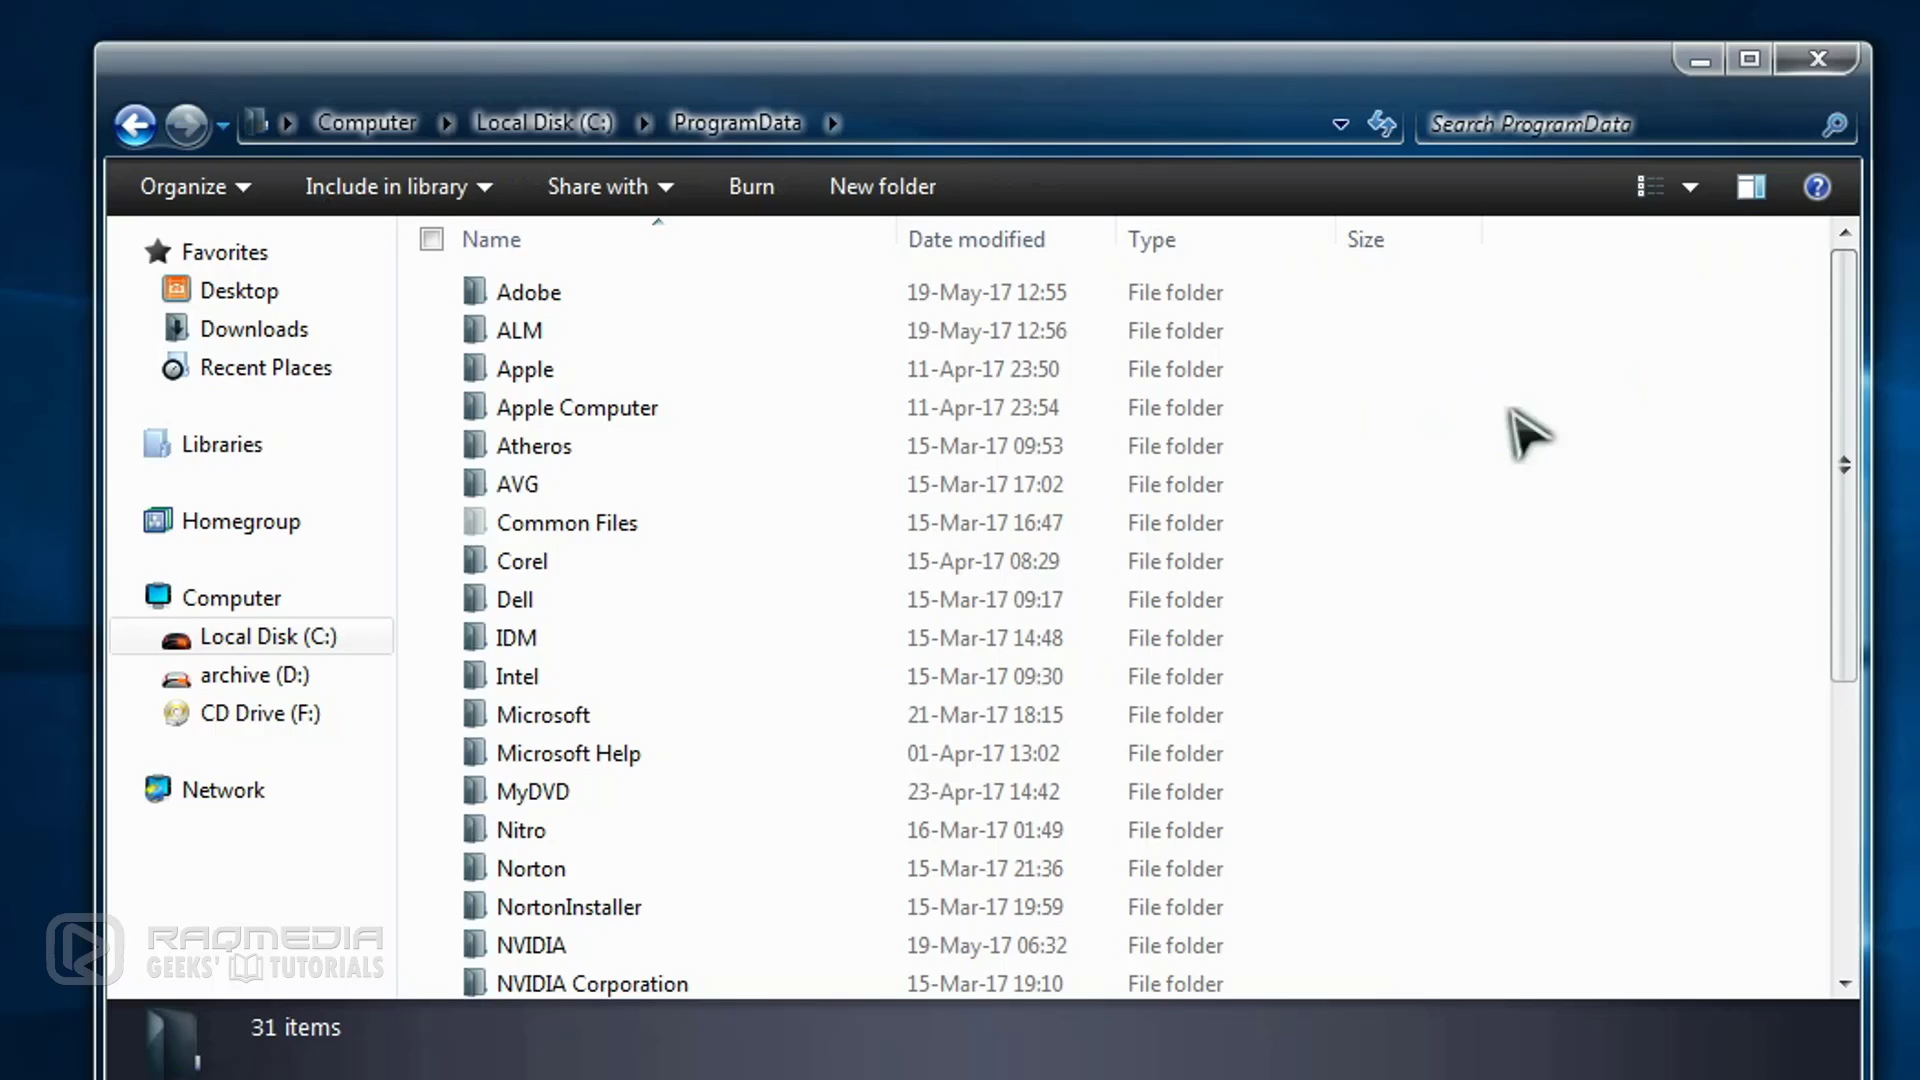 Computer Local Disk (C:) ProgramData Search ProgramData
Organize Include in library Share with Burn New folder
Name Date modified Type Size
Favorites
Desktop
Downloads
Recent Places
Libraries
Homegroup
Computer
Local Disk (C:)
archive (D:)
CD Drive (F:)
Network
Adobe 19-May-17 12:55 File folder
ALM 19-May-17 12:56 File folder
Apple 11-Apr-17 23:50 File folder
Apple Computer 11-Apr-17 23:54 File folder
Atheros 15-Mar-17 09:53 File folder
AVG 15-Mar-17 17:02 File folder
Common Files 15-Mar-17 16:47 File folder
Corel 15-Apr-17 08:29 File folder
Dell 15-Mar-17 09:17 File folder
IDM 15-Mar-17 14:48 File folder
Intel 15-Mar-17 09:30 File folder
Microsoft 21-Mar-17 18:15 File folder
Microsoft Help 01-Apr-17 13:02 File folder
MyDVD 23-Apr-17 14:42 File folder
Nitro 16-Mar-17 01:49 File folder
Norton 15-Mar-17 21:36 File folder
NortonInstaller 15-Mar-17 19:59 File folder
NVIDIA 19-May-17 06:32 File folder
NVIDIA Corporation 15-Mar-17 19:10 File folder
RAQMEDIA
GEEKS' TUTORIALS
31 items